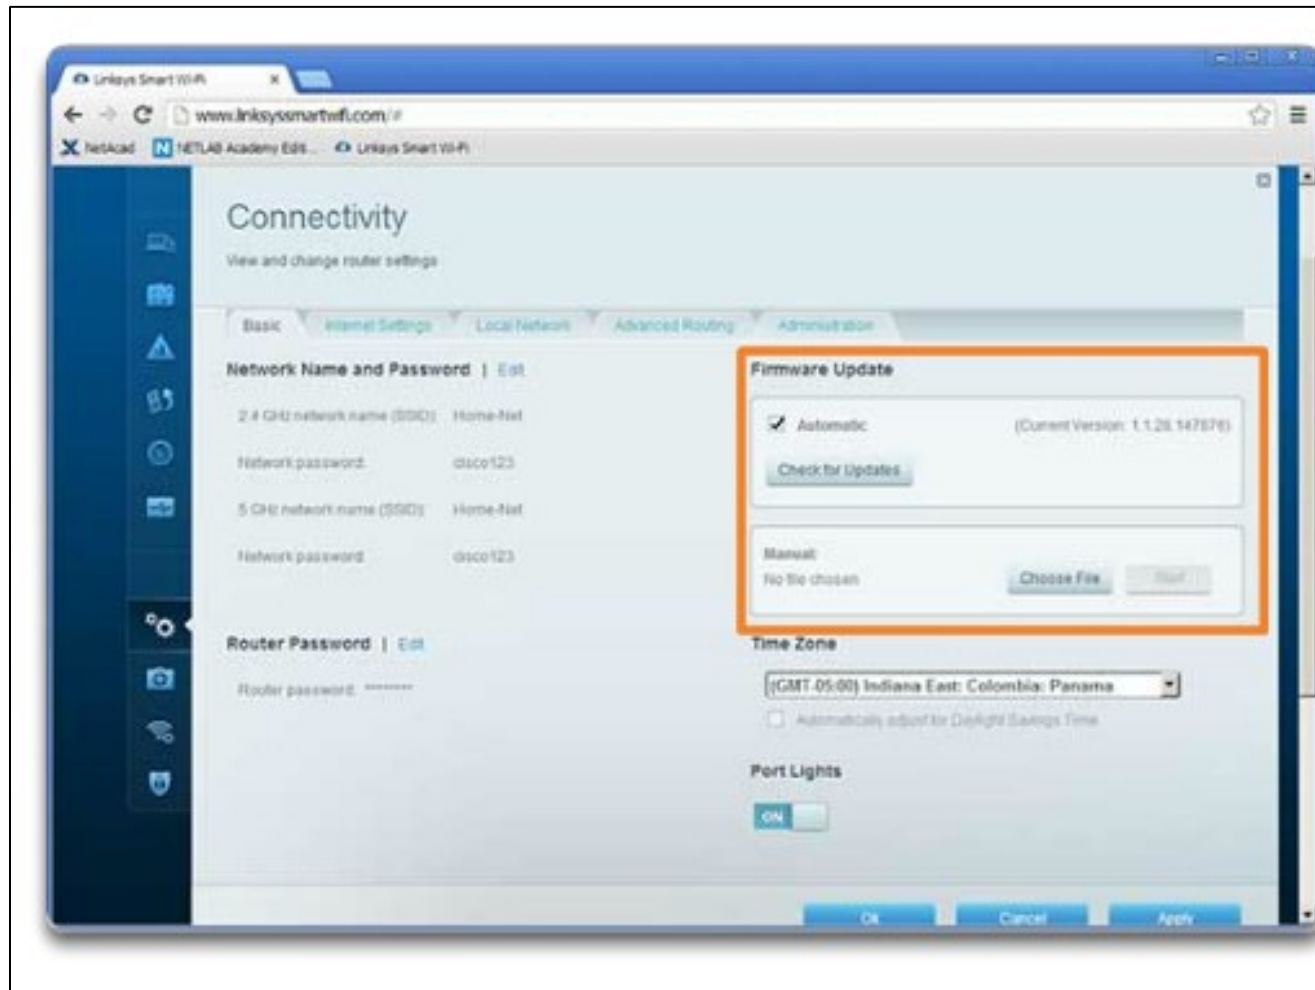 Linksys Smart Wi-Fi
www.linksyssmartwifi.com/#
NetAcad
NETLAB Academy Edit...
Linksys Smart Wi-Fi
Connectivity
View and change router settings
Basic
Internet Settings
Local Network
Advanced Routing
Administration
Network Name and Password | Edit
2.4 GHz network name (SSID): Home-Net
Network password: cisco123
5 GHz network name (SSID): Home-Net
Network password: cisco123
Router Password | Edit
Router password: ********
Firmware Update
Automatic
(Current Version: 1.1.28.147876)
Check for Updates
Manual:
No file chosen
Choose File
Start
Time Zone
(GMT-05:00) Indiana East: Colombia: Panama
Automatically adjust for Daylight Savings Time
Port Lights
ON
Ok
Cancel
Apply